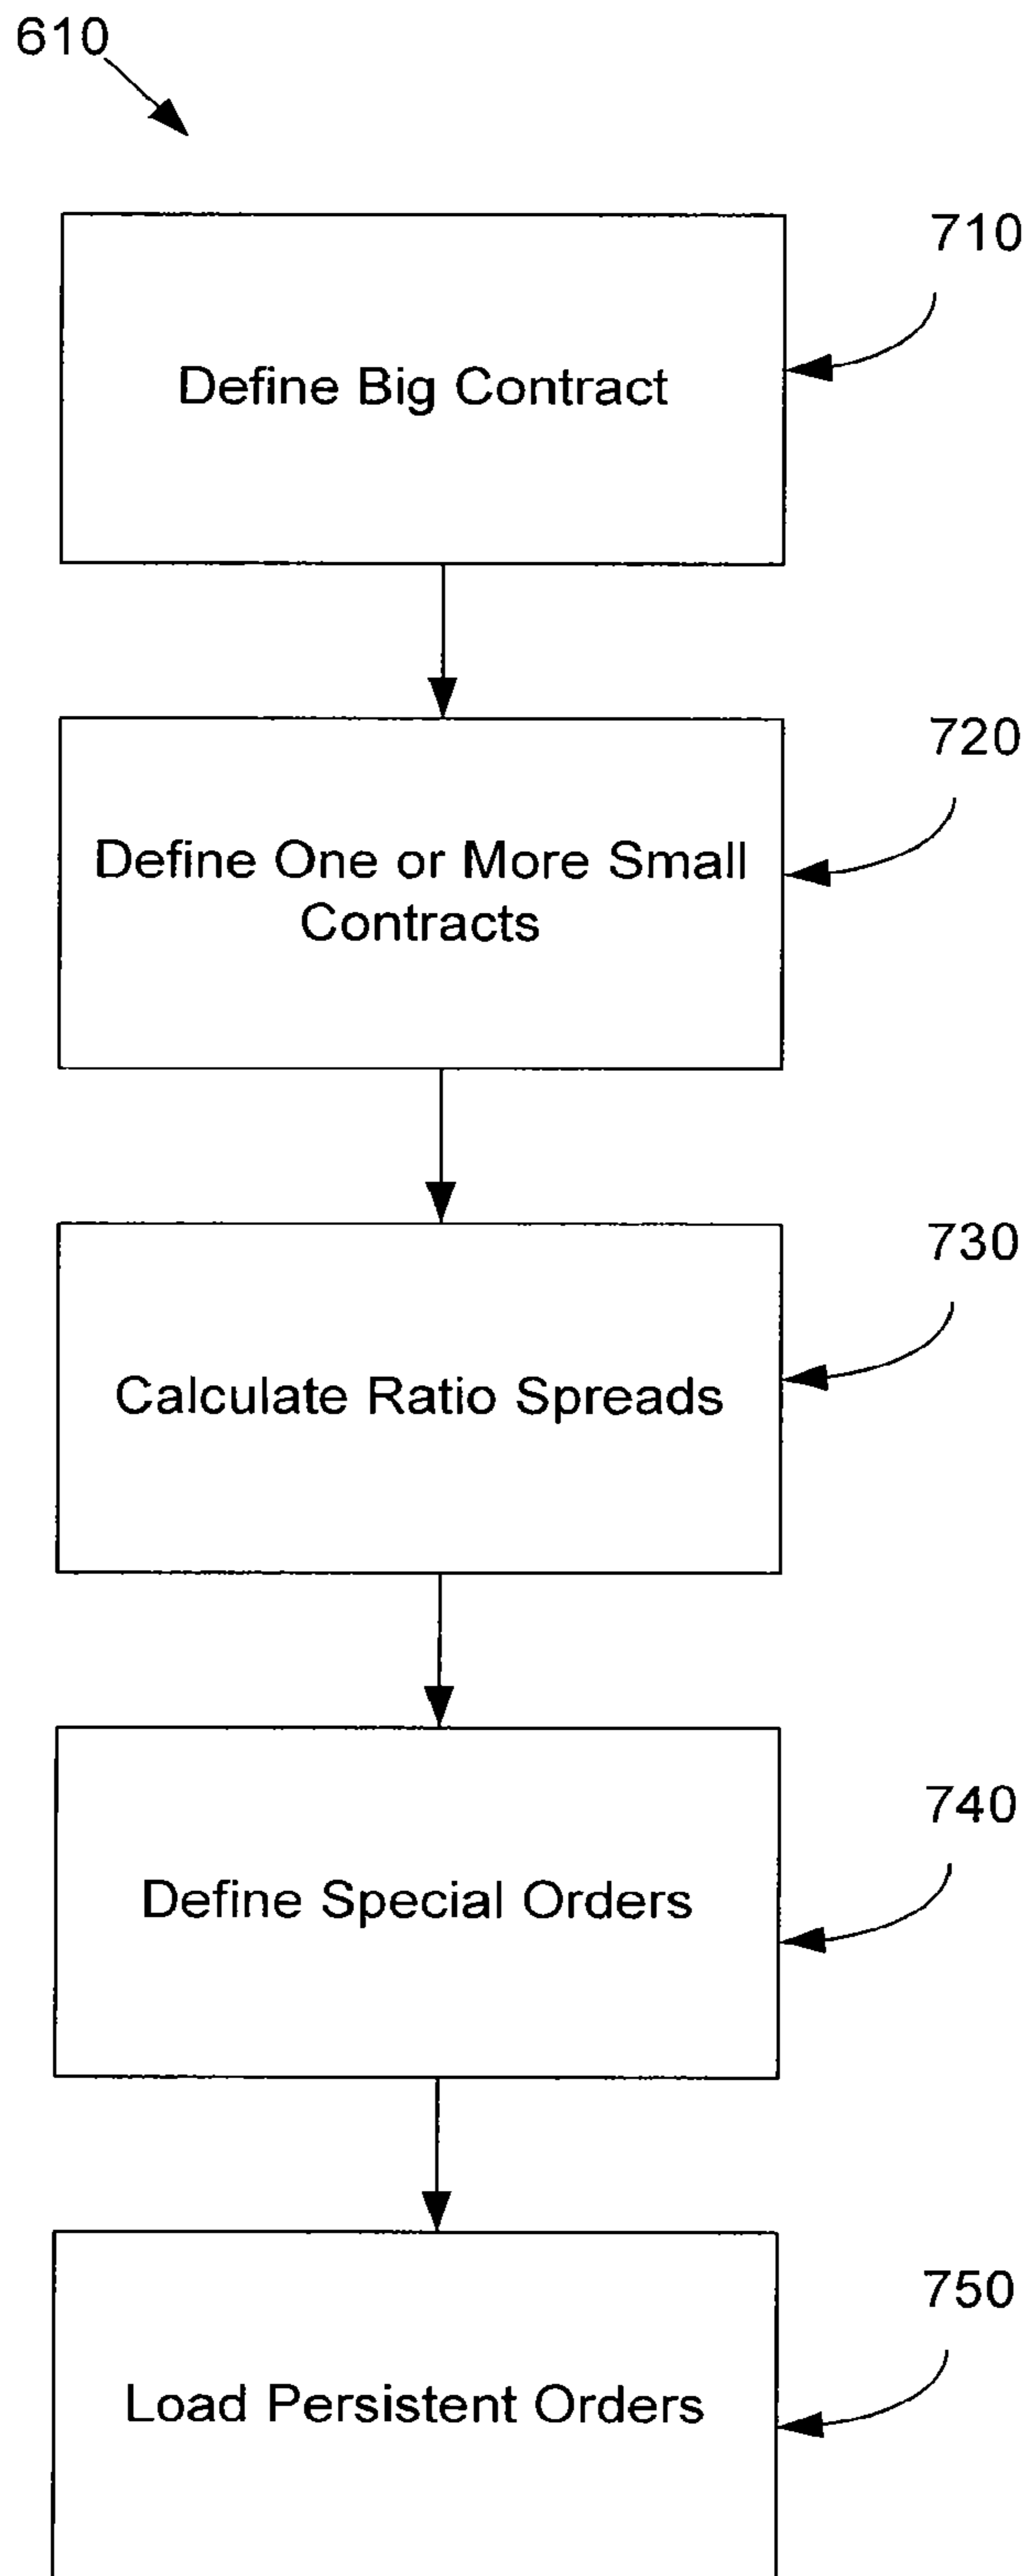 610
710
Define Big Contract
720
Define One or More Small
Contracts
730
Calculate Ratio Spreads
740
Define Special Orders
750
Load Persistent Orders